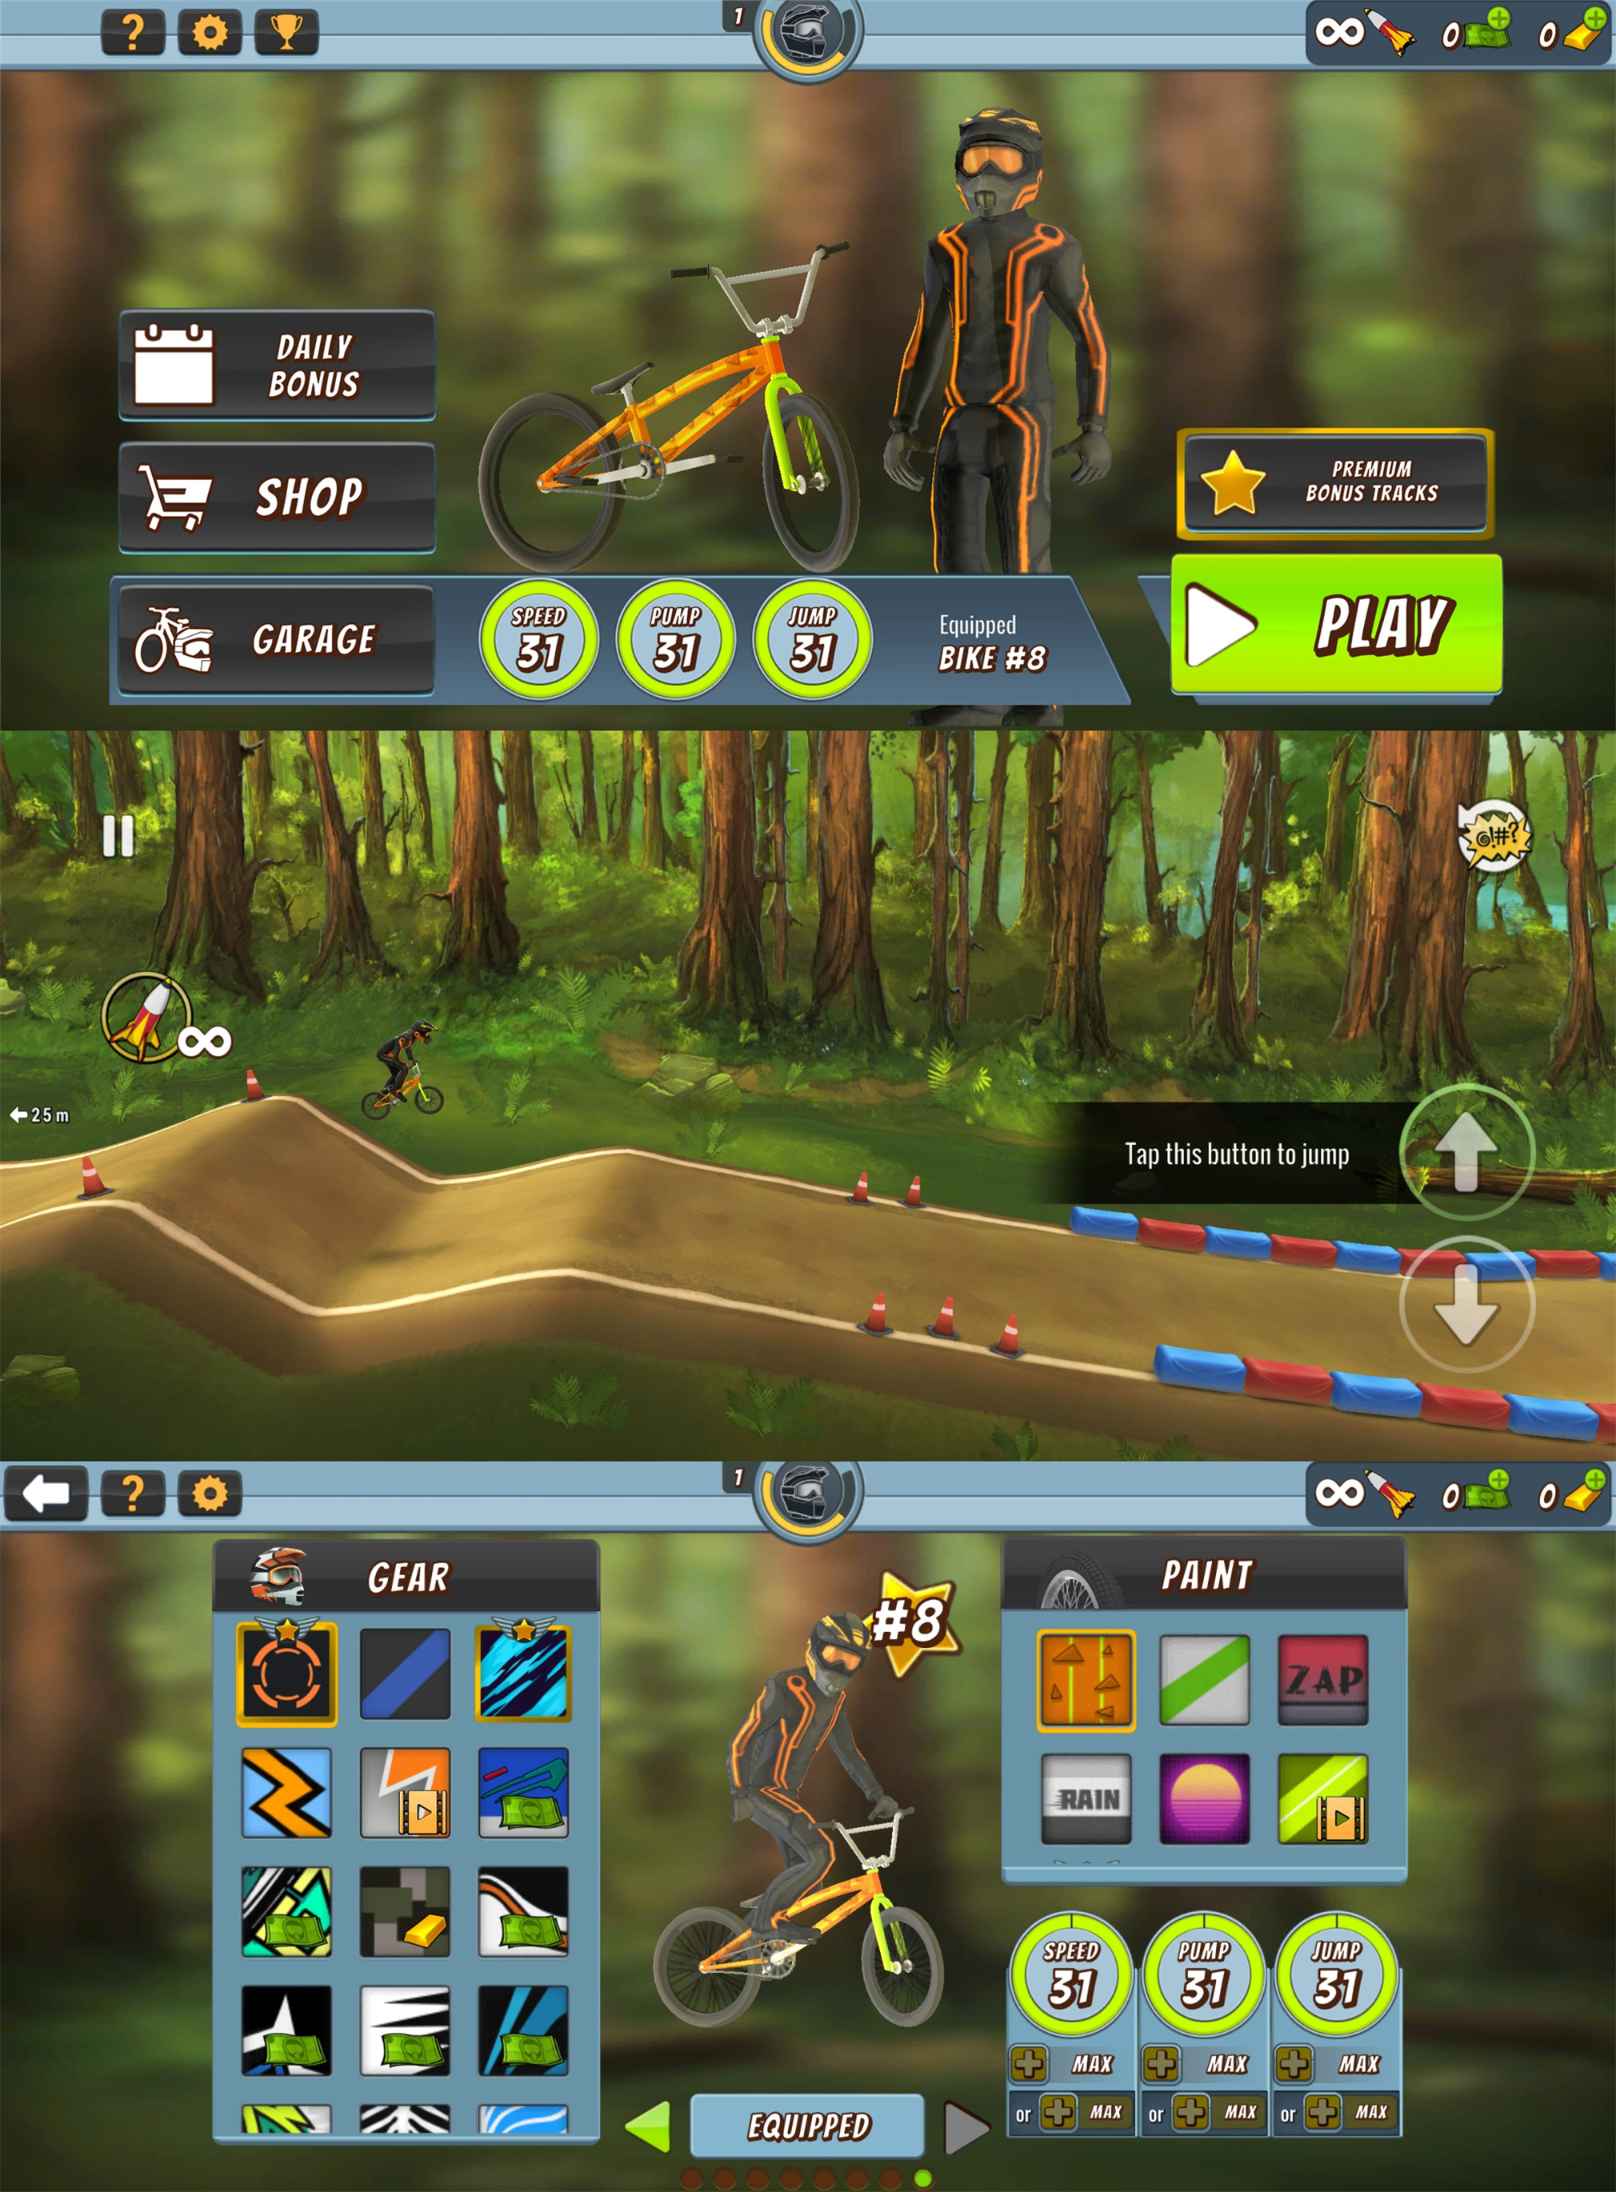 ?
1
∞
0
0
DAILY
BONUS
SHOP
PREMIUM
BONUS TRACKS
GARAGE
SPEED
31
PUMP
31
JUMP
31
Equipped
BIKE #8
PLAY
@!#?
∞
25 m
Tap this button to jump
?
1
∞
0
0
GEAR
#8
PAINT
ZAP
RAIN
SPEED
31
PUMP
31
JUMP
31
MAX
MAX
MAX
or MAX
or MAX
or MAX
EQUIPPED